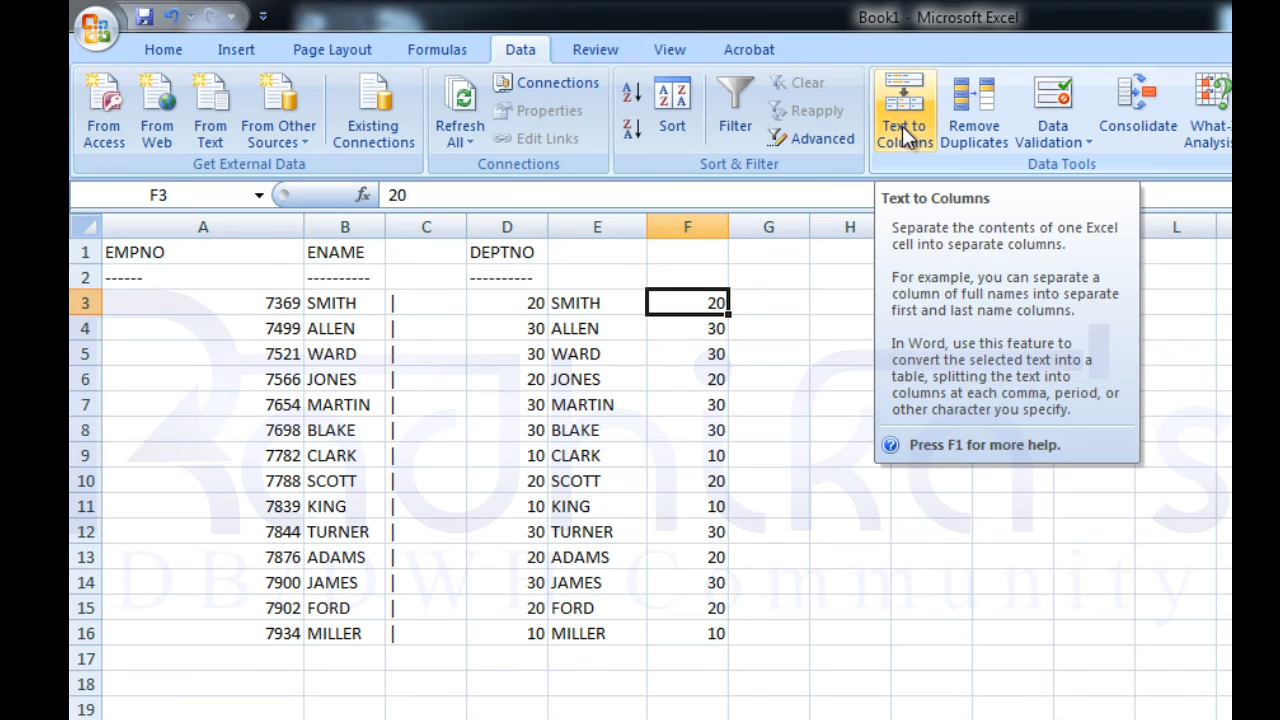 Book1 - Microsoft Excel
Home Insert Page Layout Formulas Data Review View Acrobat
From Access
From Web
From Text
From Other Sources
Existing Connections
Get External Data
Refresh All
Connections
Properties
Edit Links
Connections
Sort
Filter
Clear
Reapply
Advanced
Sort & Filter
Text to Columns
Remove Duplicates
Data Validation
Consolidate
What-
Analysis
Data Tools
F3 fx 20
A B C D E F G H L
1 EMPNO ENAME DEPTNO
2 ------ ---------- ----------
3 7369 SMITH | 20 SMITH 20
4 7499 ALLEN | 30 ALLEN 30
5 7521 WARD | 30 WARD 30
6 7566 JONES | 20 JONES 20
7 7654 MARTIN | 30 MARTIN 30
8 7698 BLAKE | 30 BLAKE 30
9 7782 CLARK | 10 CLARK 10
10 7788 SCOTT | 20 SCOTT 20
11 7839 KING | 10 KING 10
12 7844 TURNER | 30 TURNER 30
13 7876 ADAMS | 20 ADAMS 20
14 7900 JAMES | 30 JAMES 30
15 7902 FORD | 20 FORD 20
16 7934 MILLER | 10 MILLER 10
17
18
19
Text to Columns
Separate the contents of one Excel
cell into separate columns.
For example, you can separate a
column of full names into separate
first and last name columns.
In Word, use this feature to
convert the selected text into a
table, splitting the text into
columns at each comma, period, or
other character you specify.
Press F1 for more help.
Radhika's
DB/DWH Community